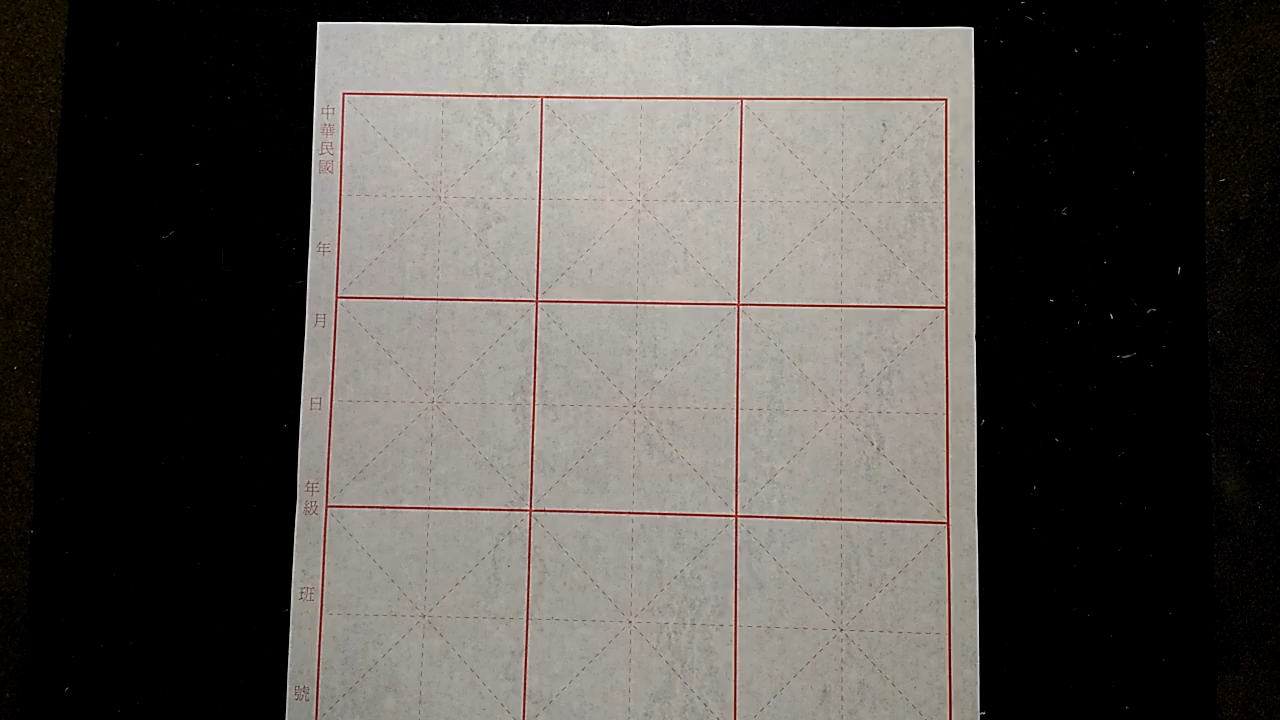 中華民國 年 月 日 年級 班 號